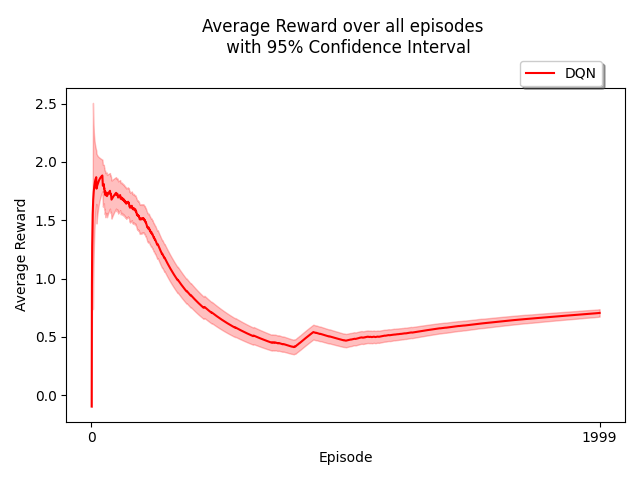 Average Reward over all episodes
with 95% Confidence Interval
DQN
2.5
2.0
1.5
1.0
0.5
0.0
Average Reward
0 1999
Episode